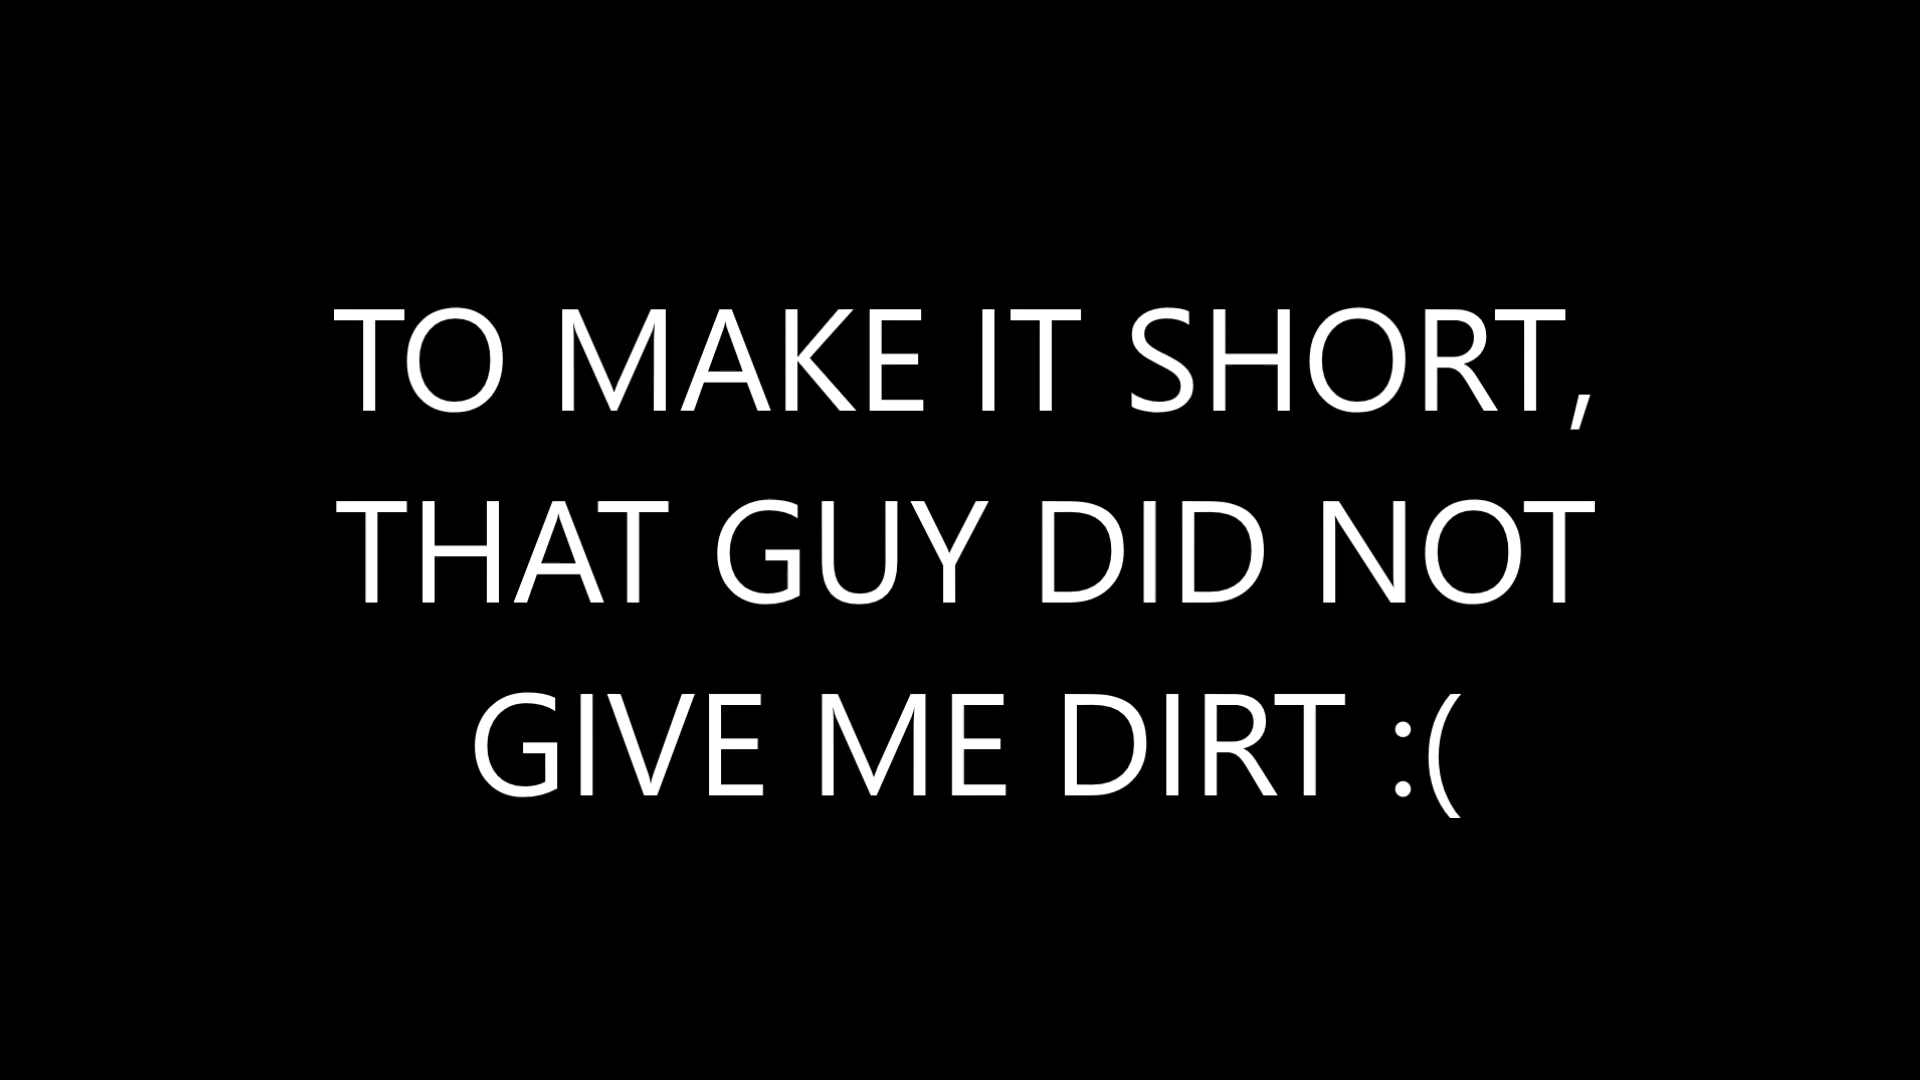 TO MAKE IT SHORT,
THAT GUY DID NOT
GIVE ME DIRT :(